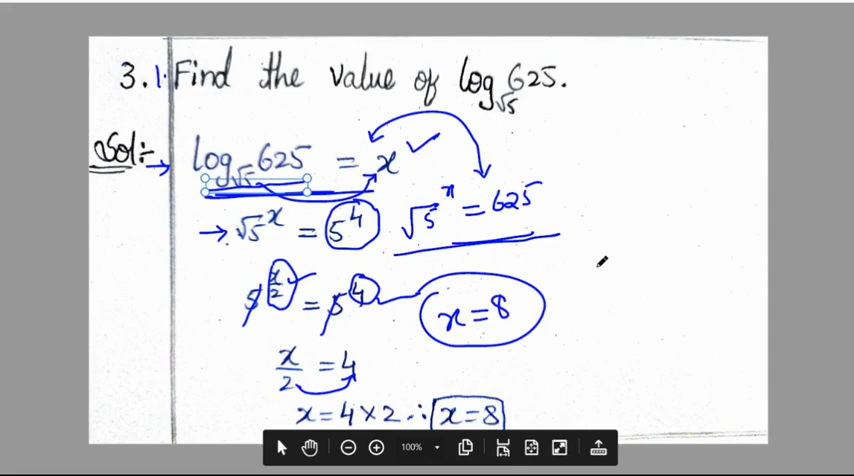 3.1. Find the value of log√5 625.
Sol:- → log√5 625 = x ✓
→ √5^x = 5^4
√5^x = 625
5^(x/2) = 5^4
x = 8
x/2 = 4
x = 4 × 2 ∴ x = 8
100%